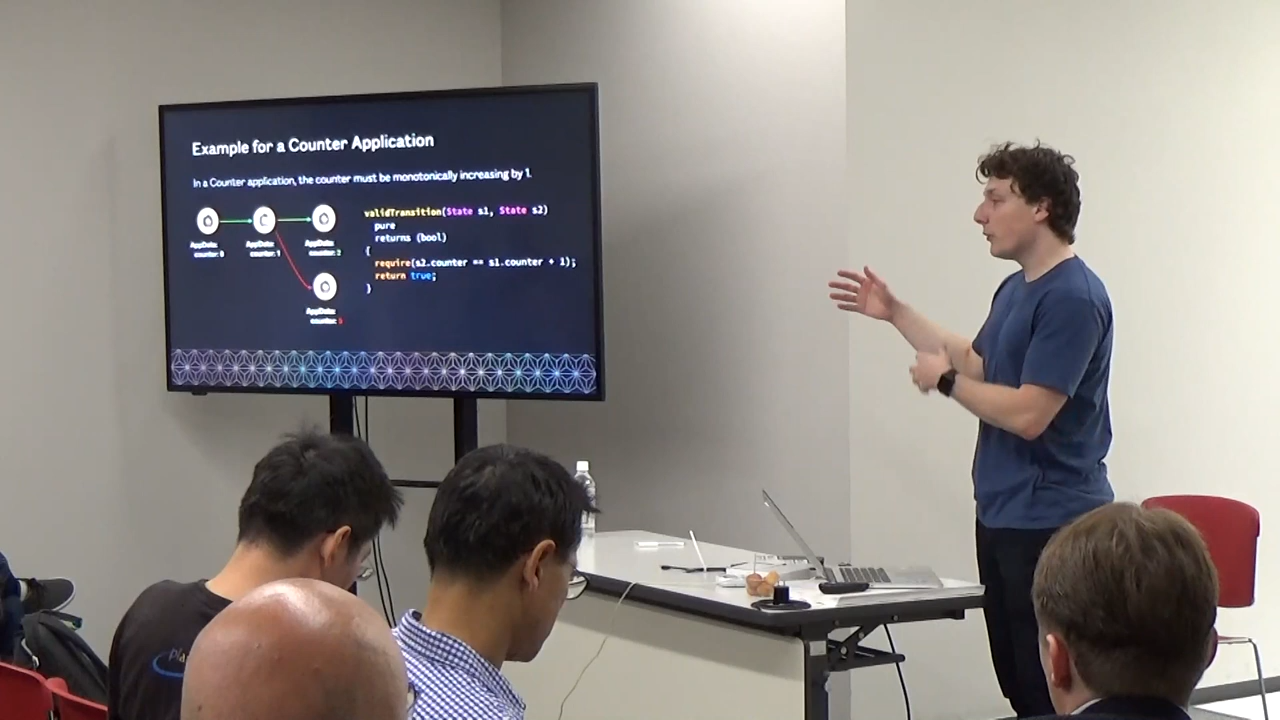 Example for a Counter Application
In a Counter application, the counter must be monotonically increasing by 1.
AppData: AppData: AppData:
counter: 0 counter: 1 counter: 2
AppData:
counter:
validTransition(State s1, State s2)
pure
returns (bool)
{
require(s2.counter == s1.counter + 1);
return true;
}
Pla